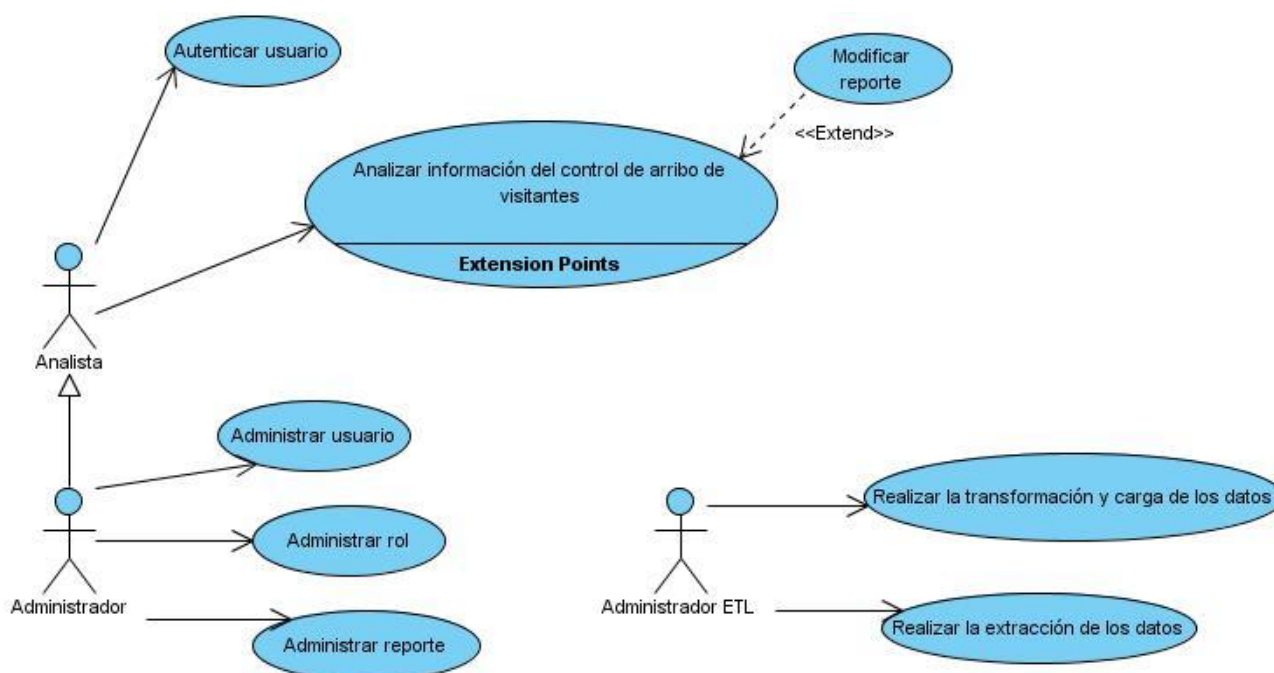 Autenticar usuario
Modificar
reporte
<<Extend>>
Analizar información del control de arribo de
visitantes
Extension Points
Analista
Administrar usuario
Administrar rol
Administrador
Administrar reporte
Realizar la transformación y carga de los datos
Administrador ETL
Realizar la extracción de los datos